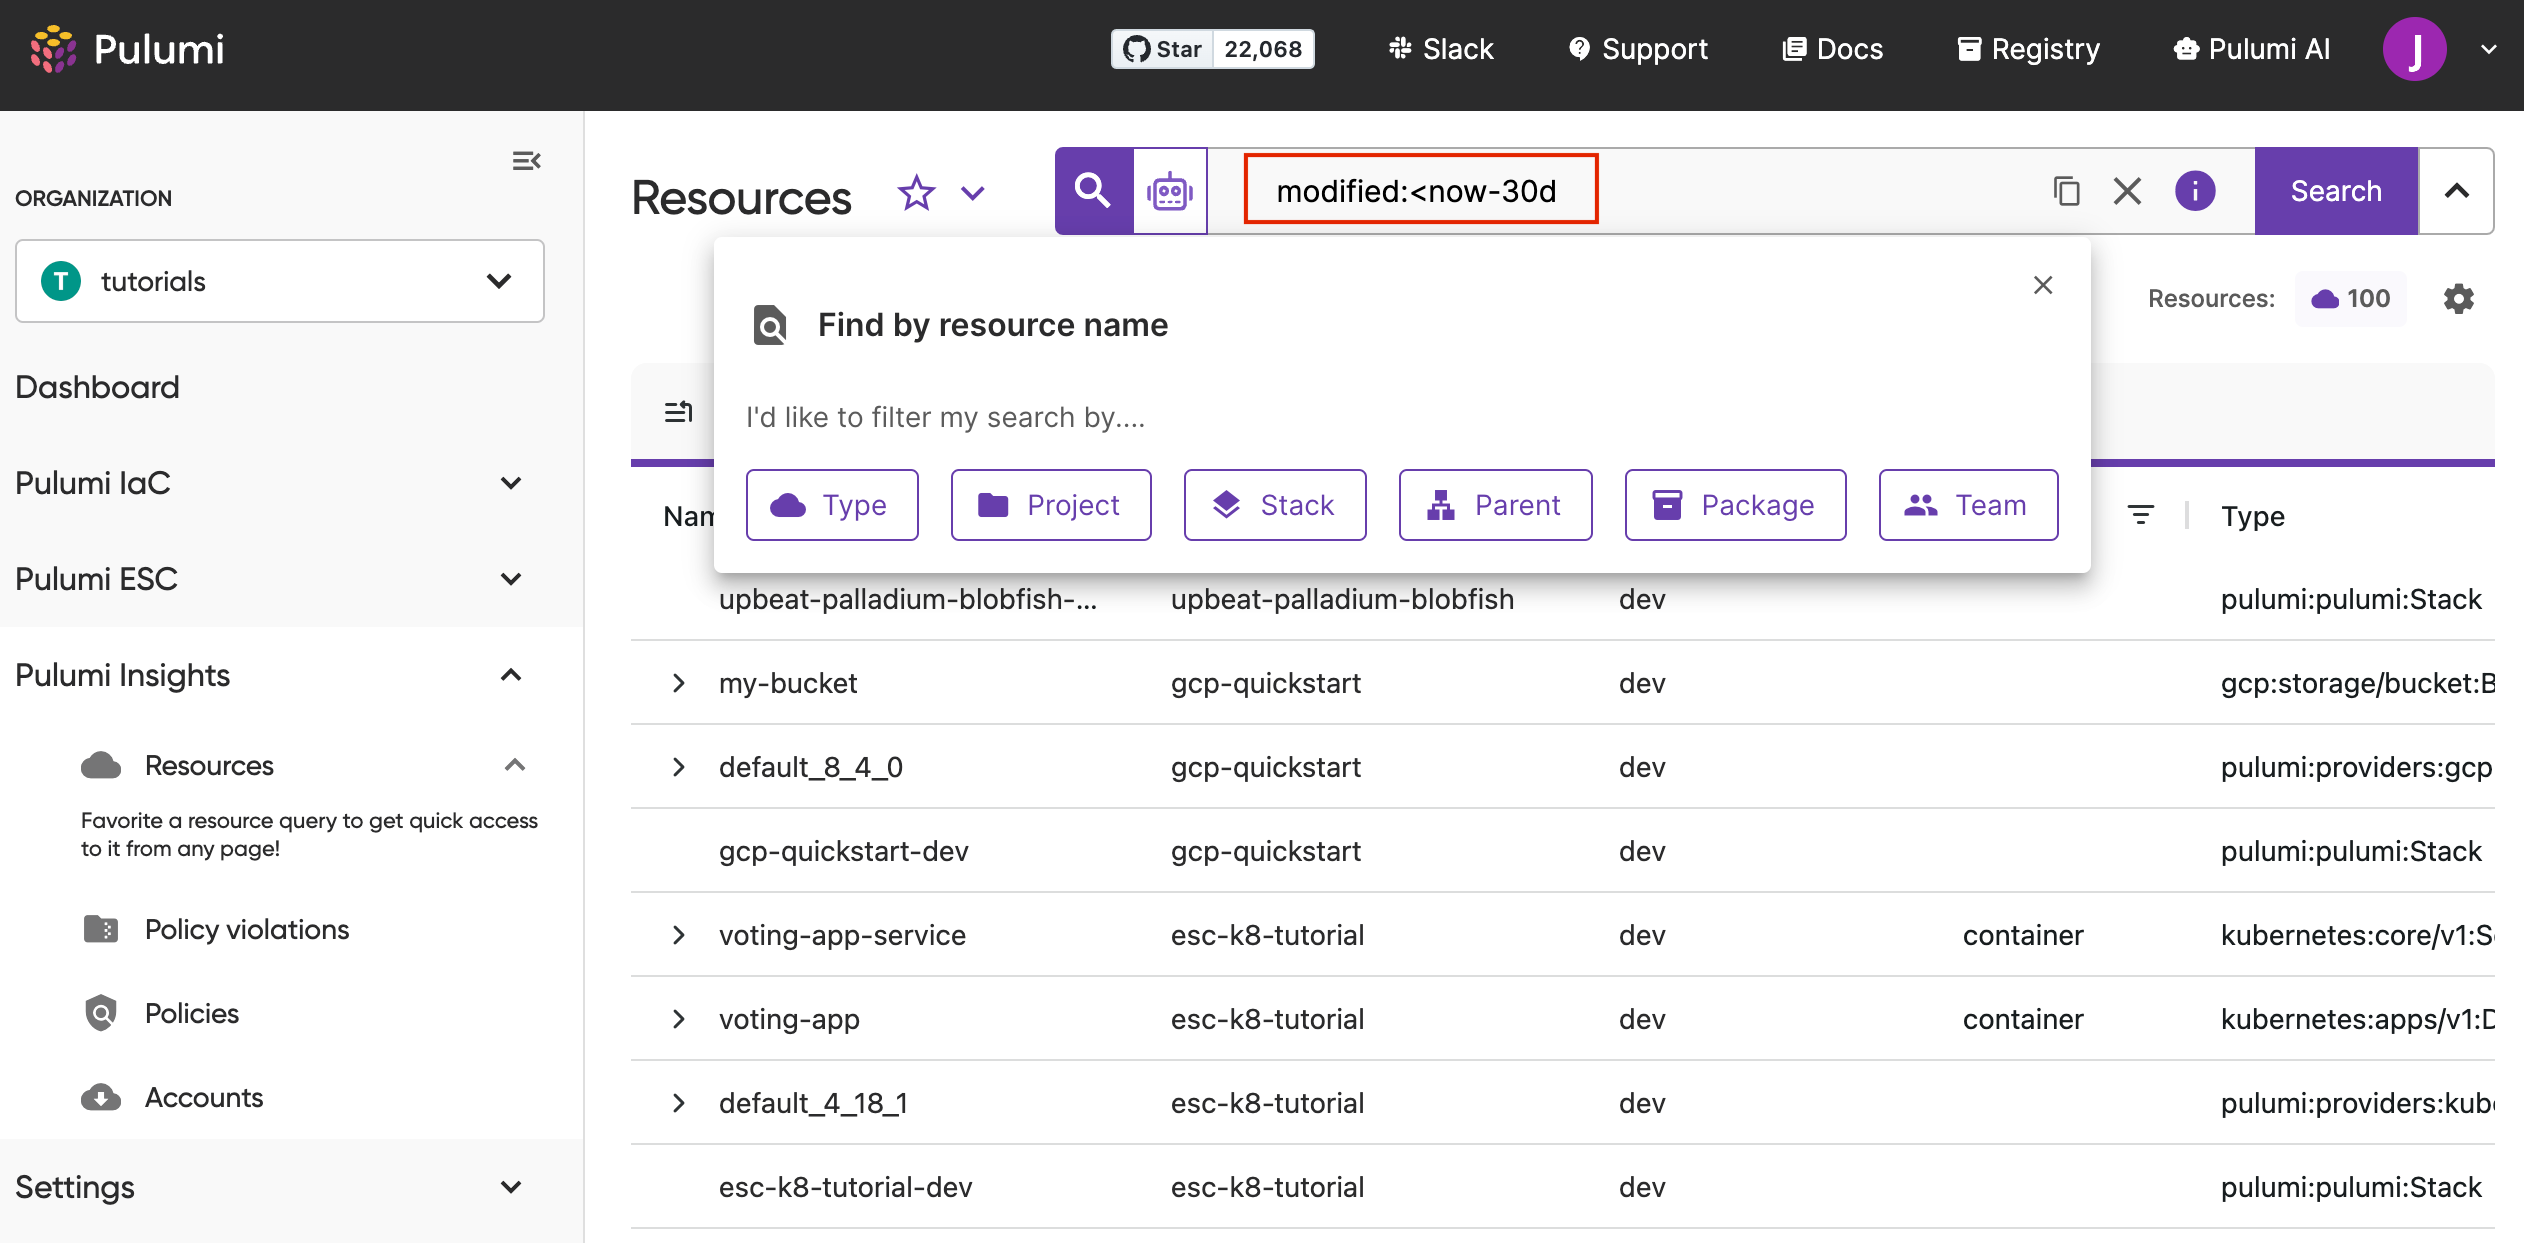 Pulumi
Star 22,068
Slack
Support
Docs
Registry
Pulumi AI
J
ORGANIZATION
T tutorials
Dashboard
Pulumi IaC
Pulumi ESC
Pulumi Insights
Resources
Favorite a resource query to get quick access
to it from any page!
Policy violations
Policies
Accounts
Settings
Resources
modified:<now-30d
Search
Resources: 100
Find by resource name
I'd like to filter my search by....
Type Project Stack Parent Package Team
Nam Type
upbeat-palladium-blobfish-... upbeat-palladium-blobfish dev pulumi:pulumi:Stack
my-bucket gcp-quickstart dev gcp:storage/bucket:B
default_8_4_0 gcp-quickstart dev pulumi:providers:gcp
gcp-quickstart-dev gcp-quickstart dev pulumi:pulumi:Stack
voting-app-service esc-k8-tutorial dev container kubernetes:core/v1:Se
voting-app esc-k8-tutorial dev container kubernetes:apps/v1:D
default_4_18_1 esc-k8-tutorial dev pulumi:providers:kube
esc-k8-tutorial-dev esc-k8-tutorial dev pulumi:pulumi:Stack